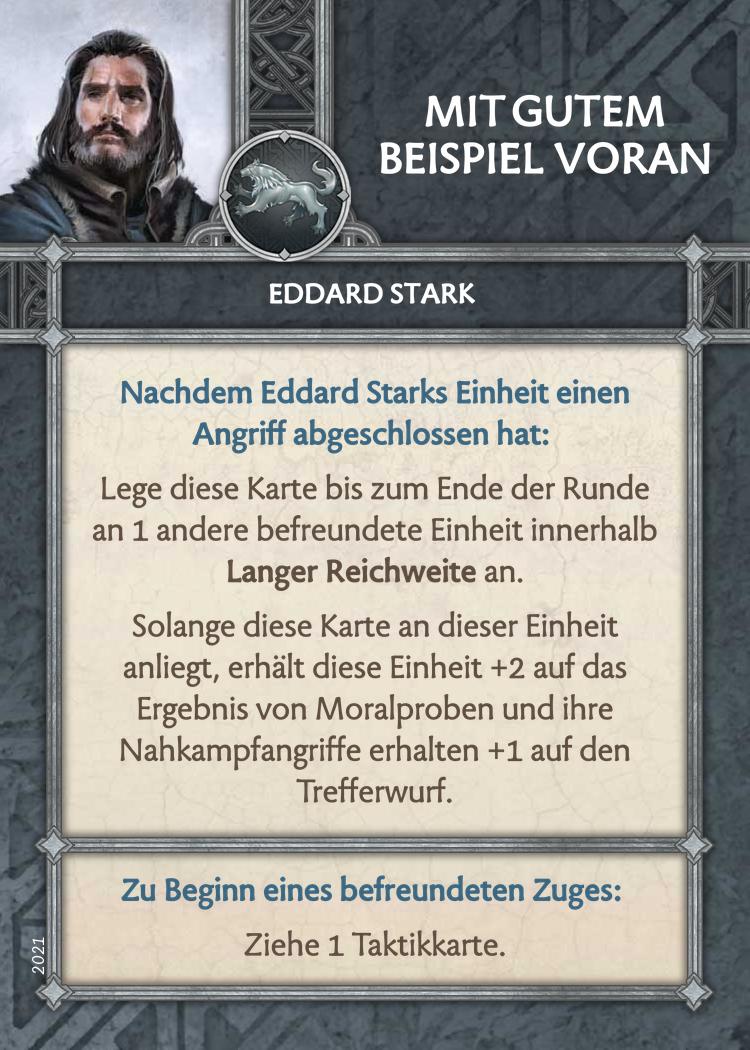 MIT GUTEM
BEISPIEL VORAN
EDDARD STARK
Nachdem Eddard Starks Einheit einen
Angriff abgeschlossen hat:
Lege diese Karte bis zum Ende der Runde
an 1 andere befreundete Einheit innerhalb
Langer Reichweite an.
Solange diese Karte an dieser Einheit
anliegt, erhält diese Einheit +2 auf das
Ergebnis von Moralproben und ihre
Nahkampfangriffe erhalten +1 auf den
Trefferwurf.
Zu Beginn eines befreundeten Zuges:
Ziehe 1 Taktikkarte.
2021